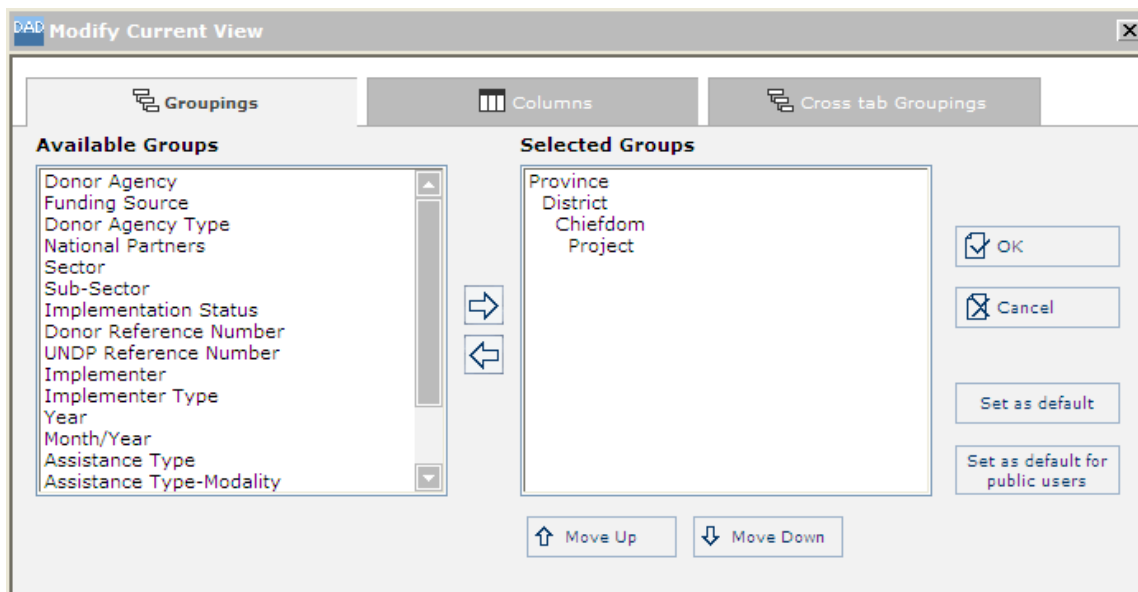 DAD Modify Current View
Groupings
Columns
Cross tab Groupings
Available Groups
Donor Agency
Funding Source
Donor Agency Type
National Partners
Sector
Sub-Sector
Implementation Status
Donor Reference Number
UNDP Reference Number
Implementer
Implementer Type
Year
Month/Year
Assistance Type
Assistance Type-Modality
Selected Groups
Province
District
Chiefdom
Project
OK
Cancel
Set as default
Set as default for
public users
Move Up
Move Down